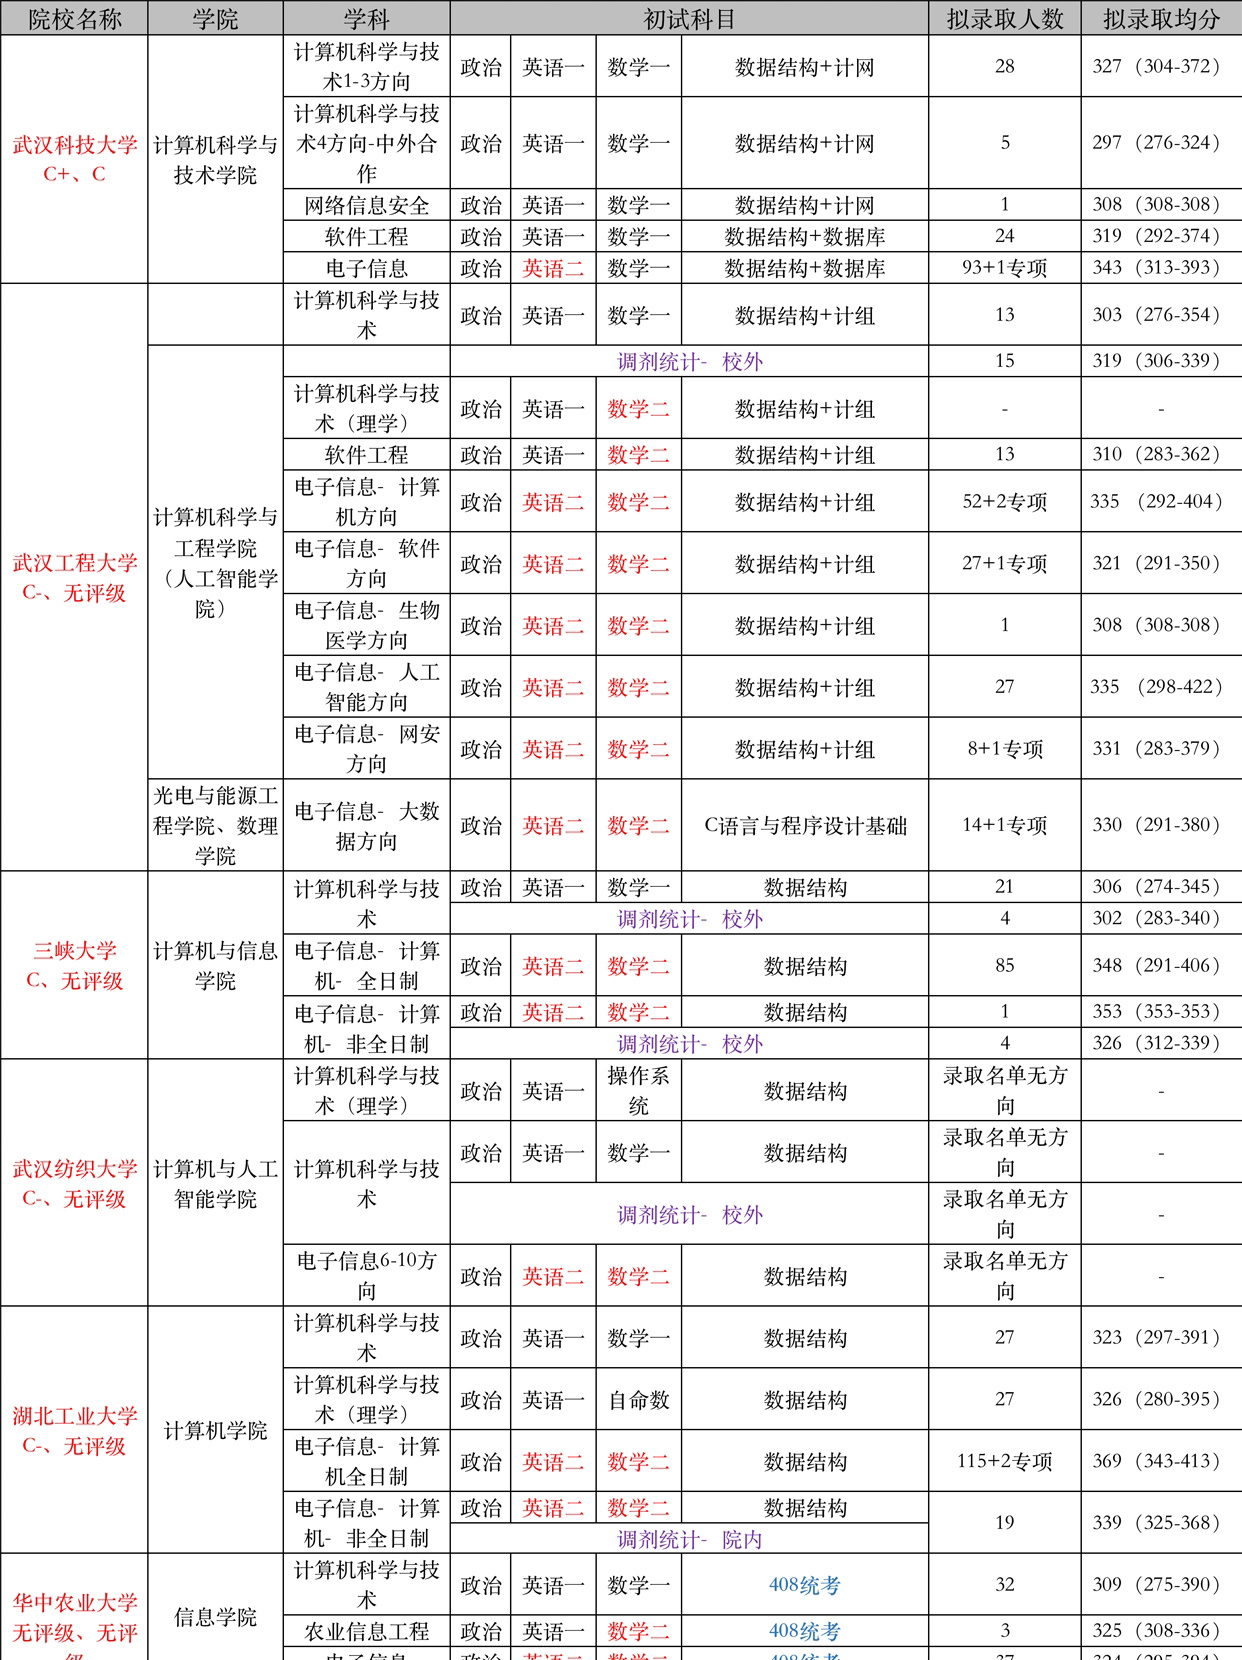 院校名称 学院 学科 初试科目 拟录取人数 拟录取均分
武汉科技大学
C+、C
计算机科学与
技术学院
计算机科学与技
术1-3方向
政治 英语一 数学一 数据结构+计网 28 327（304-372）
计算机科学与技
术4方向-中外合
作
政治 英语一 数学一 数据结构+计网 5 297（276-324）
网络信息安全 政治 英语一 数学一 数据结构+计网 1 308（308-308）
软件工程 政治 英语一 数学一 数据结构+数据库 24 319（292-374）
电子信息 政治 英语二 数学一 数据结构+数据库 93+1专项 343（313-393）
武汉工程大学
C-、无评级
计算机科学与技
术
政治 英语一 数学一 数据结构+计组 13 303（276-354）
计算机科学与
工程学院
（人工智能学
院）
调剂统计- 校外 15 319（306-339）
计算机科学与技
术（理学）
政治 英语一 数学二 数据结构+计组 - -
软件工程 政治 英语一 数学二 数据结构+计组 13 310（283-362）
电子信息- 计算
机方向
政治 英语二 数学二 数据结构+计组 52+2专项 335 （292-404）
电子信息- 软件
方向
政治 英语二 数学二 数据结构+计组 27+1专项 321（291-350）
电子信息- 生物
医学方向
政治 英语二 数学二 数据结构+计组 1 308（308-308）
电子信息- 人工
智能方向
政治 英语二 数学二 数据结构+计组 27 335 （298-422）
电子信息- 网安
方向
政治 英语二 数学二 数据结构+计组 8+1专项 331（283-379）
光电与能源工
程学院、数理
学院
电子信息- 大数
据方向
政治 英语二 数学二 C语言与程序设计基础 14+1专项 330（291-380）
三峡大学
C、无评级
计算机与信息
学院
计算机科学与技
术
政治 英语一 数学一 数据结构 21 306（274-345）
调剂统计- 校外 4 302（283-340）
电子信息- 计算
机- 全日制
政治 英语二 数学二 数据结构 85 348（291-406）
电子信息- 计算
机- 非全日制
政治 英语二 数学二 数据结构 1 353（353-353）
调剂统计- 校外 4 326（312-339）
武汉纺织大学
C-、无评级
计算机与人工
智能学院
计算机科学与技
术（理学）
政治 英语一 操作系
统
数据结构 录取名单无方
向
-
计算机科学与技
术
政治 英语一 数学一 数据结构 录取名单无方
向
-
调剂统计- 校外 录取名单无方
向
-
电子信息6-10方
向
政治 英语二 数学二 数据结构 录取名单无方
向
-
湖北工业大学
C-、无评级
计算机学院
计算机科学与技
术
政治 英语一 数学一 数据结构 27 323（297-391）
计算机科学与技
术（理学）
政治 英语一 自命数 数据结构 27 326（280-395）
电子信息- 计算
机全日制
政治 英语二 数学二 数据结构 115+2专项 369（343-413）
电子信息- 计算
机- 非全日制
政治 英语二 数学二 数据结构 19 339（325-368）
调剂统计- 院内
华中农业大学
无评级、无评
级
信息学院
计算机科学与技
术
政治 英语一 数学一 408统考 32 309（275-390）
农业信息工程 政治 英语一 数学二 408统考 3 325（308-336）
电子信息 政治 英语二 数学二 408统考 37 324（295-394）